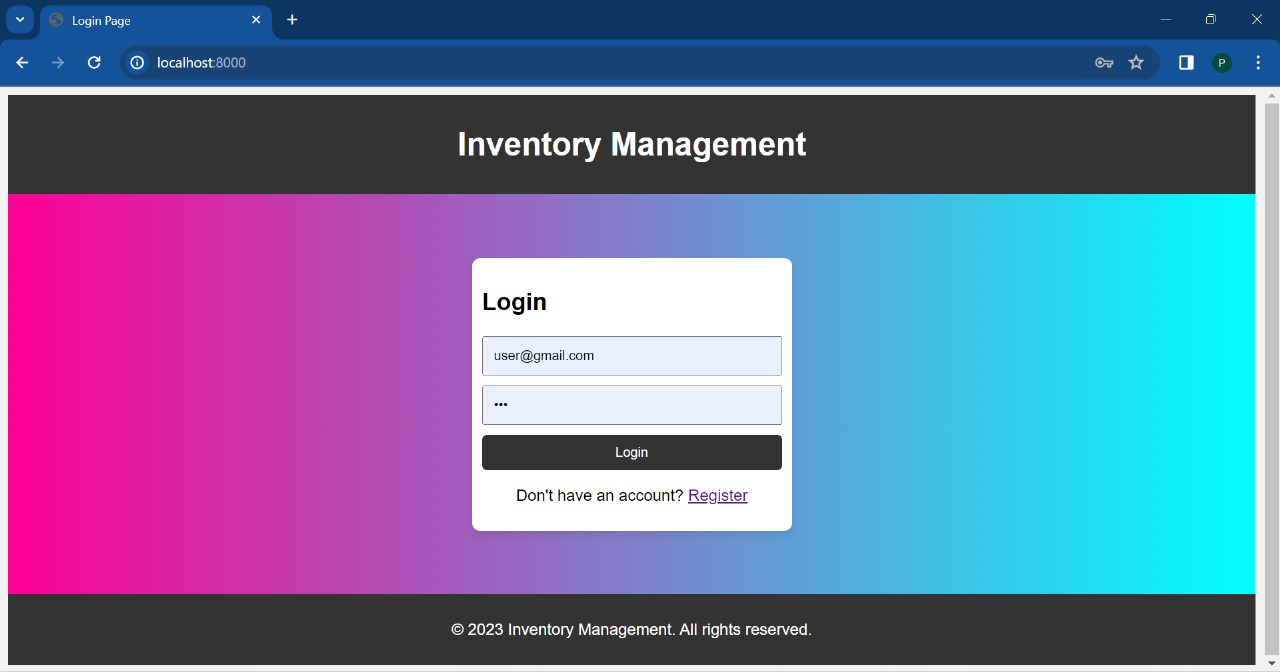 Login Page
localhost:8000
P
Inventory Management
Login
user@gmail.com
•••
Login
Don't have an account? Register
© 2023 Inventory Management. All rights reserved.